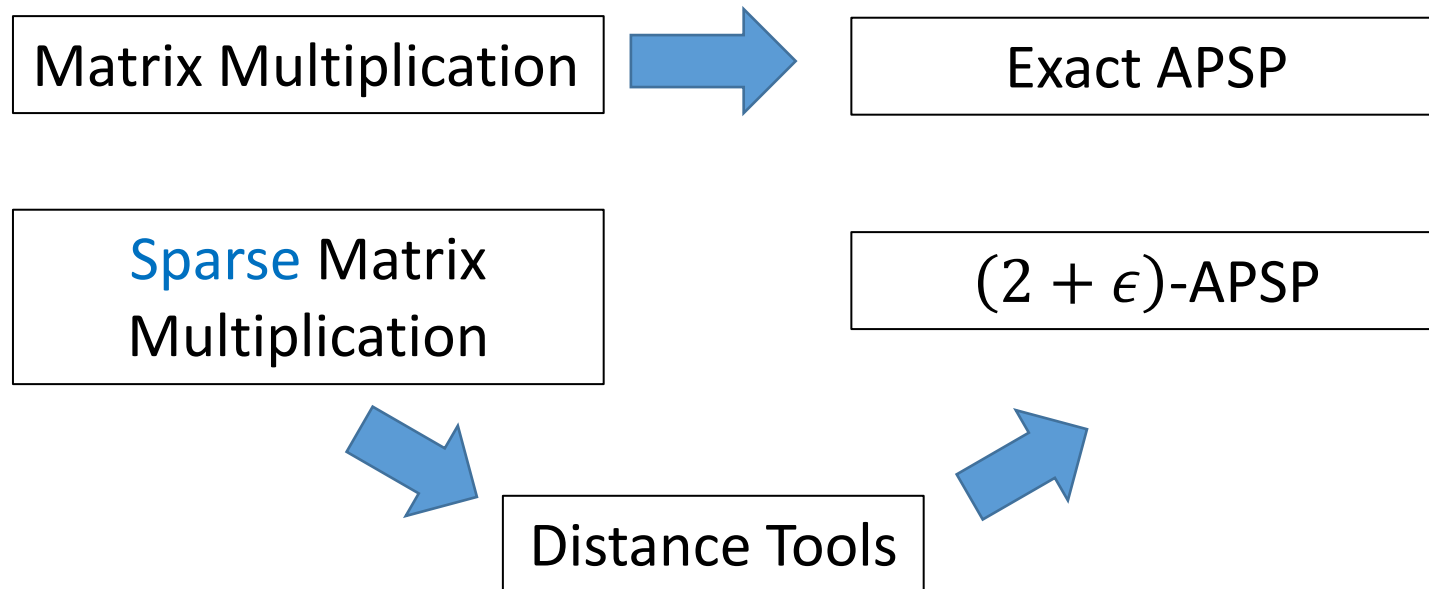 Matrix Multiplication
Exact APSP
Sparse Matrix
Multiplication
(2 + ϵ)-APSP
Distance Tools